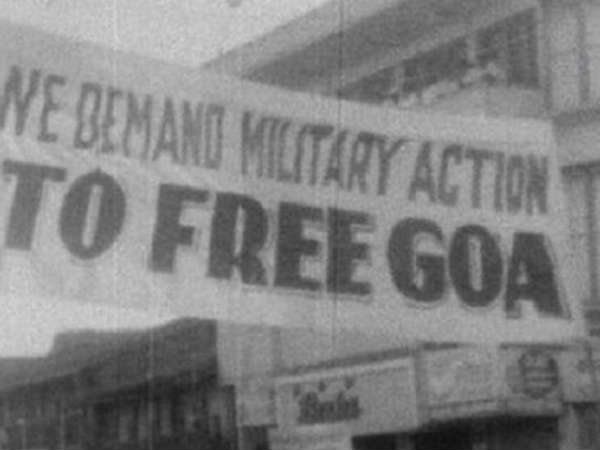 WE DEMAND MILITARY ACTION
TO FREE GOA